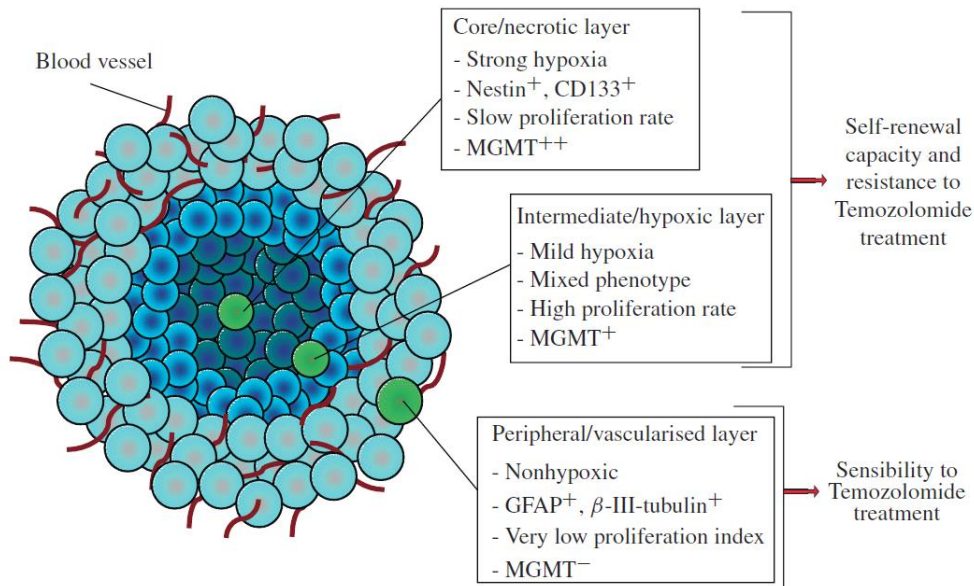 Blood vessel
Core/necrotic layer
- Strong hypoxia
- Nestin⁺, CD133⁺
- Slow proliferation rate
- MGMT⁺⁺
Intermediate/hypoxic layer
- Mild hypoxia
- Mixed phenotype
- High proliferation rate
- MGMT⁺
Self-renewal
capacity and
resistance to
Temozolomide
treatment
Peripheral/vascularised layer
- Nonhypoxic
- GFAP⁺, β-III-tubulin⁺
- Very low proliferation index
- MGMT⁻
Sensibility to
Temozolomide
treatment